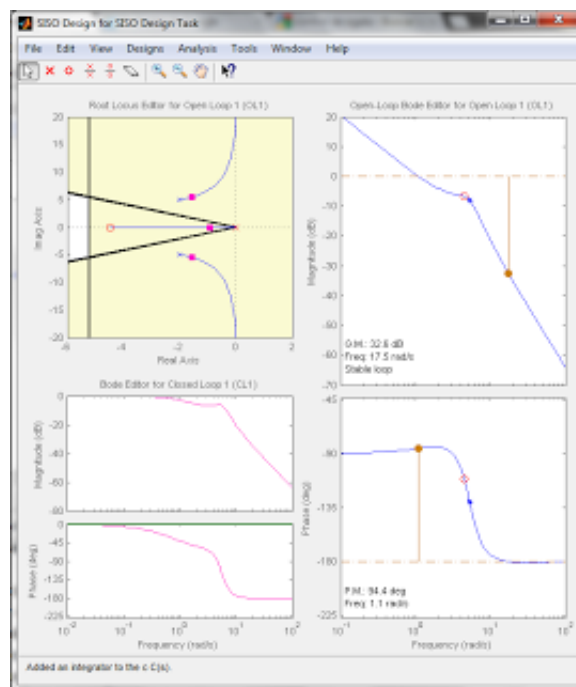 SISO Design for SISO Design Task
File Edit View Designs Analysis Tools Window Help
Root Locus Editor for Open Loop 1 (OL1)
20
15
10
5
0
-5
-10
-15
-20
-6 -4 -2 0 2
Imag Axis
Real Axis
Open-Loop Bode Editor for Open Loop 1 (OL1)
20
10
0
-10
-20
-30
-40
-50
-60
-70
Magnitude (dB)
G.M.: 32.6 dB
Freq: 17.5 rad/s
Stable loop
Bode Editor for Closed Loop 1 (CL1)
0
-20
-40
-60
-80
Magnitude (dB)
0
-45
-90
-135
-180
-225
Phase (deg)
10-2 10-1 100 101 102
Frequency (rad/s)
-45
-90
-135
-180
-225
Phase (deg)
P.M.: 94.4 deg
Freq: 1.1 rad/s
10-1 100 101 102
Frequency (rad/s)
Added an integrator to the c C(s).